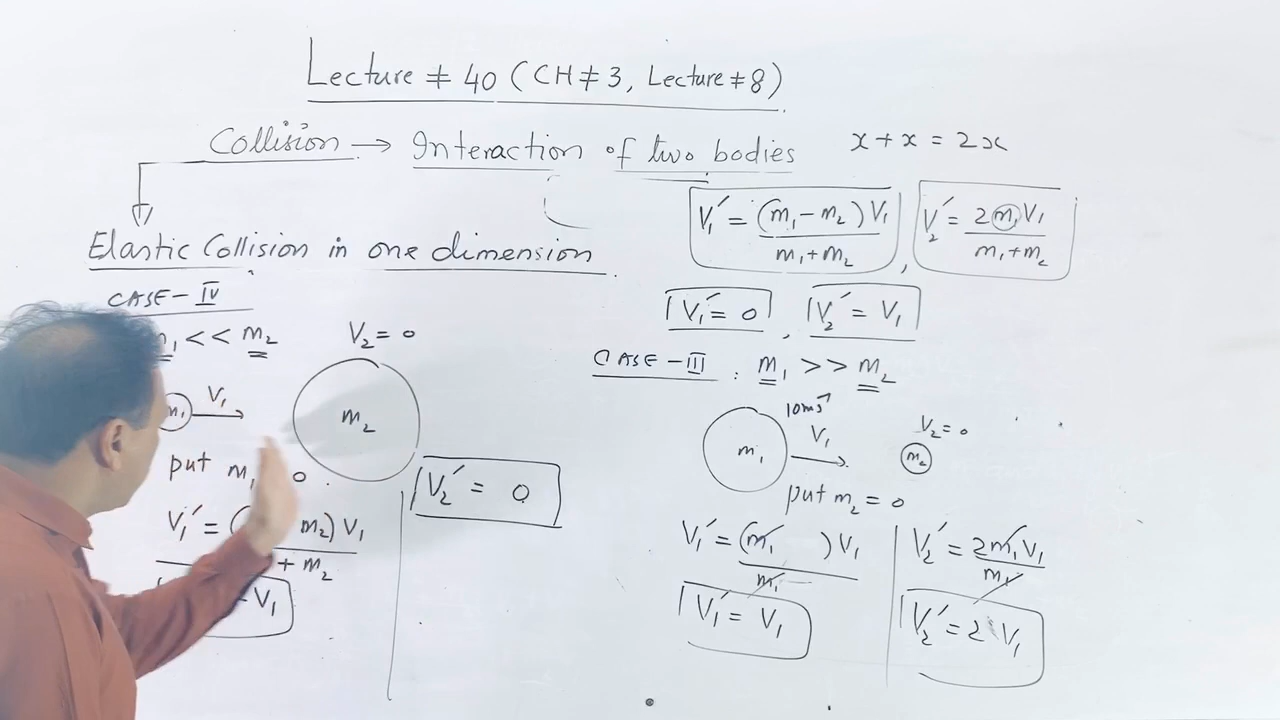 Lecture # 40 (CH # 3, Lecture # 8)
Collision → Interaction of two bodies
x + x = 2x
Elastic Collision in one dimension
V₁′ = (m₁ - m₂) V₁ / m₁ + m₂ , V₂′ = 2 m₁ V₁ / m₁ + m₂
V₁′ = 0 , V₂′ = V₁
CASE - IV
<< m₂
V₂ = 0
m₁ V₁
m₂
put m₁ 0 .
V₁′ = ( m₂) V₁
+ m₂
- V₁
V₂′ = 0
CASE - III : m₁ >> m₂
10ms⁻¹
m₁ V₁
V₂ = 0
m₂
put m₂ = 0
V₁′ = (m₁ ) V₁ / m₁
V₁′ = V₁
V₂′ = 2 m₁ V₁ / m₁
V₂′ = 2 V₁